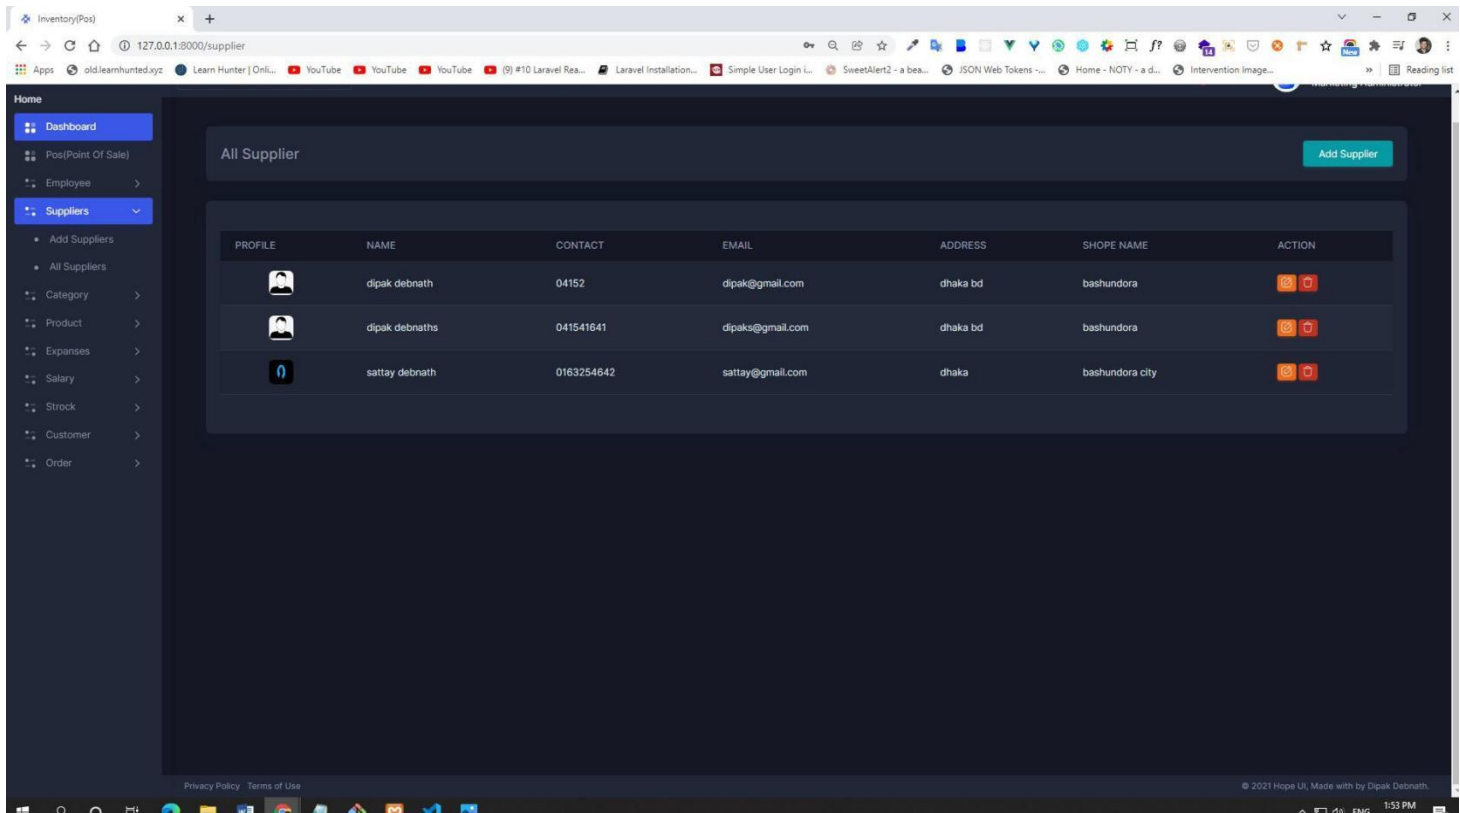 Inventory(Pos)
127.0.0.1:8000/supplier
Apps old.learnhunted.xyz Learn Hunter | Onli... YouTube YouTube YouTube (9) #10 Laravel Rea... Laravel Installation... Simple User Login i... SweetAlert2 - a bea... JSON Web Tokens -... Home - NOTY - a d... Intervention Image... » Reading list
14
New
f?
Home
Marketing Administrator
Dashboard
Pos(Point Of Sale)
Employee
Suppliers
Add Suppliers
All Suppliers
Category
Product
Expanses
Salary
Strock
Customer
Order
All Supplier Add Supplier
PROFILE NAME CONTACT EMAIL ADDRESS SHOPE NAME ACTION
dipak debnath 04152 dipak@gmail.com dhaka bd bashundora
dipak debnaths 041541641 dipaks@gmail.com dhaka bd bashundora
sattay debnath 0163254642 sattay@gmail.com dhaka bashundora city
Privacy Policy Terms of Use © 2021 Hope UI, Made with by Dipak Debnath.
ENG 1:53 PM